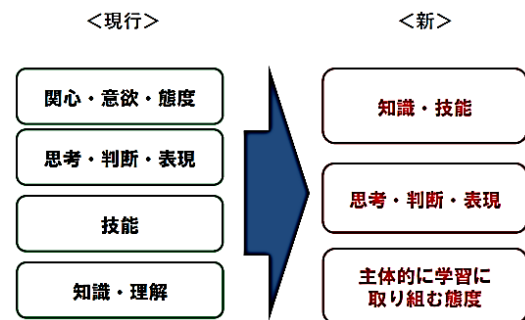 ＜現行＞
関心・意欲・態度
思考・判断・表現
技能
知識・理解
＜新＞
知識・技能
思考・判断・表現
主体的に学習に
取り組む態度